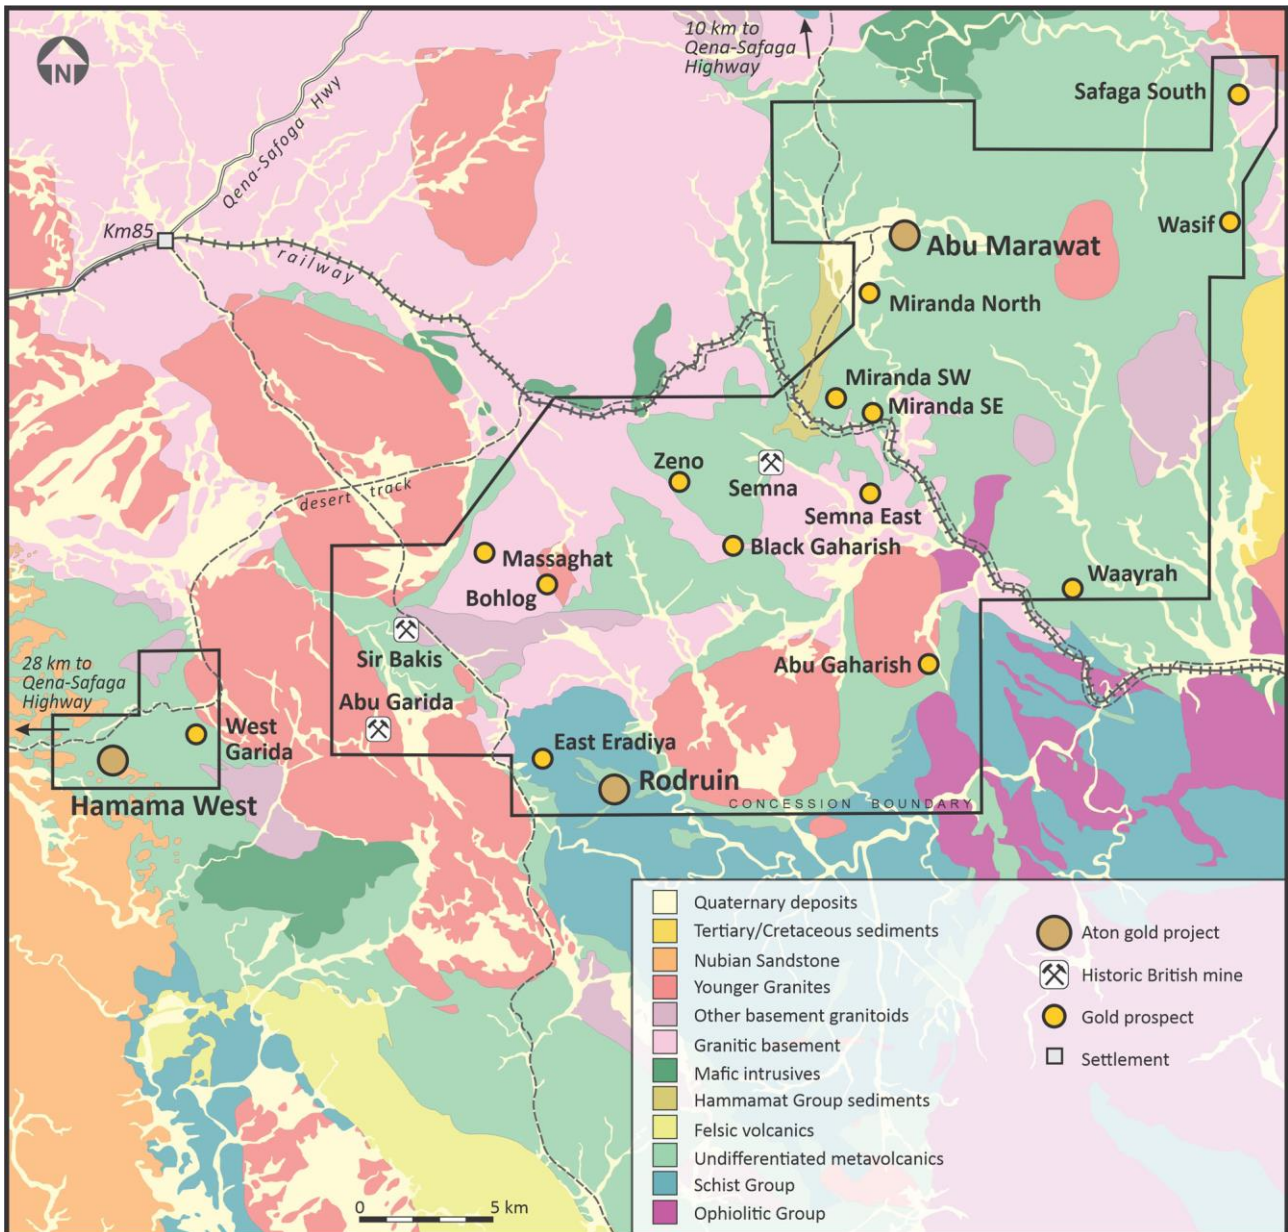 10 km to
Qena-Safaga
Highway
N
Safaga South
Qena-Safoga Hwy
Km85
railway
Wasif
Abu Marawat
Miranda North
Miranda SW
Miranda SE
Zeno
Semna
desert track
Semna East
Massaghat
Black Gaharish
Bohlog
Waayrah
Sir Bakis
28 km to
Qena-Safaga
Highway
Abu Gaharish
Abu Garida
West
Garida
East Eradiya
Rodruin
Hamama West
CONCESSION BOUNDARY
Quaternary deposits
Tertiary/Cretaceous sediments
Nubian Sandstone
Younger Granites
Other basement granitoids
Granitic basement
Mafic intrusives
Hammamat Group sediments
Felsic volcanics
Undifferentiated metavolcanics
Schist Group
Ophiolitic Group
Aton gold project
Historic British mine
Gold prospect
Settlement
0 5 km